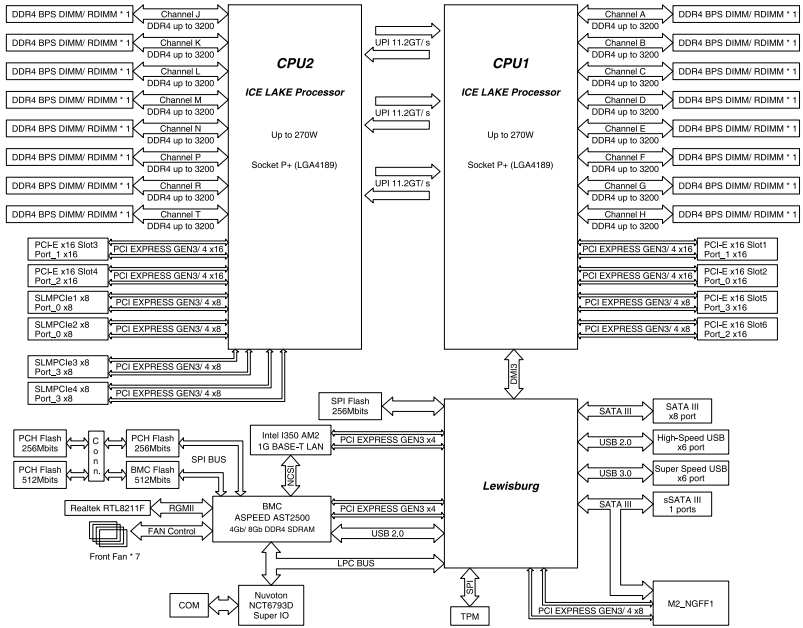 DDR4 BPS DIMM/ RDIMM * 1
Channel J
DDR4 up to 3200
DDR4 BPS DIMM/ RDIMM * 1
Channel K
DDR4 up to 3200
DDR4 BPS DIMM/ RDIMM * 1
Channel L
DDR4 up to 3200
DDR4 BPS DIMM/ RDIMM * 1
Channel M
DDR4 up to 3200
DDR4 BPS DIMM/ RDIMM * 1
Channel N
DDR4 up to 3200
DDR4 BPS DIMM/ RDIMM * 1
Channel P
DDR4 up to 3200
DDR4 BPS DIMM/ RDIMM * 1
Channel R
DDR4 up to 3200
DDR4 BPS DIMM/ RDIMM * 1
Channel T
DDR4 up to 3200
CPU2
ICE LAKE Processor
Up to 270W
Socket P+ (LGA4189)
UPI 11.2GT/ s
UPI 11.2GT/ s
UPI 11.2GT/ s
CPU1
ICE LAKE Processor
Up to 270W
Socket P+ (LGA4189)
Channel A
DDR4 up to 3200
DDR4 BPS DIMM/ RDIMM * 1
Channel B
DDR4 up to 3200
DDR4 BPS DIMM/ RDIMM * 1
Channel C
DDR4 up to 3200
DDR4 BPS DIMM/ RDIMM * 1
Channel D
DDR4 up to 3200
DDR4 BPS DIMM/ RDIMM * 1
Channel E
DDR4 up to 3200
DDR4 BPS DIMM/ RDIMM * 1
Channel F
DDR4 up to 3200
DDR4 BPS DIMM/ RDIMM * 1
Channel G
DDR4 up to 3200
DDR4 BPS DIMM/ RDIMM * 1
Channel H
DDR4 up to 3200
DDR4 BPS DIMM/ RDIMM * 1
PCI-E x16 Slot3
Port_1 x16
PCI EXPRESS GEN3/ 4 x16
PCI-E x16 Slot4
Port_2 x16
PCI EXPRESS GEN3/ 4 x16
SLMPCIe1 x8
Port_0 x8
PCI EXPRESS GEN3/ 4 x8
SLMPCIe2 x8
Port_0 x8
PCI EXPRESS GEN3/ 4 x8
SLMPCIe3 x8
Port_3 x8
PCI EXPRESS GEN3/ 4 x8
SLMPCIe4 x8
Port_3 x8
PCI EXPRESS GEN3/ 4 x8
PCI EXPRESS GEN3/ 4 x16
PCI-E x16 Slot1
Port_1 x16
PCI EXPRESS GEN3/ 4 x16
PCI-E x16 Slot2
Port_0 x16
PCI EXPRESS GEN3/ 4 x8
PCI-E x16 Slot5
Port_3 x16
PCI EXPRESS GEN3/ 4 x8
PCI-E x16 Slot6
Port_2 x16
DMI3
SPI Flash
256Mbits
Lewisburg
SATA III
SATA III
x8 port
USB 2.0
High-Speed USB
x6 port
USB 3.0
Super Speed USB
x6 port
SATA III
sSATA III
1 ports
PCH Flash
256Mbits
PCH Flash
512Mbits
Conn.
PCH Flash
256Mbits
BMC Flash
512Mbits
SPI BUS
Intel I350 AM2
1G BASE-T LAN
PCI EXPRESS GEN3 x4
NCSI
Realtek RTL8211F
RGMII
FAN Control
Front Fan * 7
BMC
ASPEED AST2500
4Gb/ 8Gb DDR4 SDRAM
PCI EXPRESS GEN3 x4
USB 2.0
LPC BUS
COM
Nuvoton
NCT6793D
Super IO
SPI
TPM
PCI EXPRESS GEN3/ 4 x8
M2_NGFF1